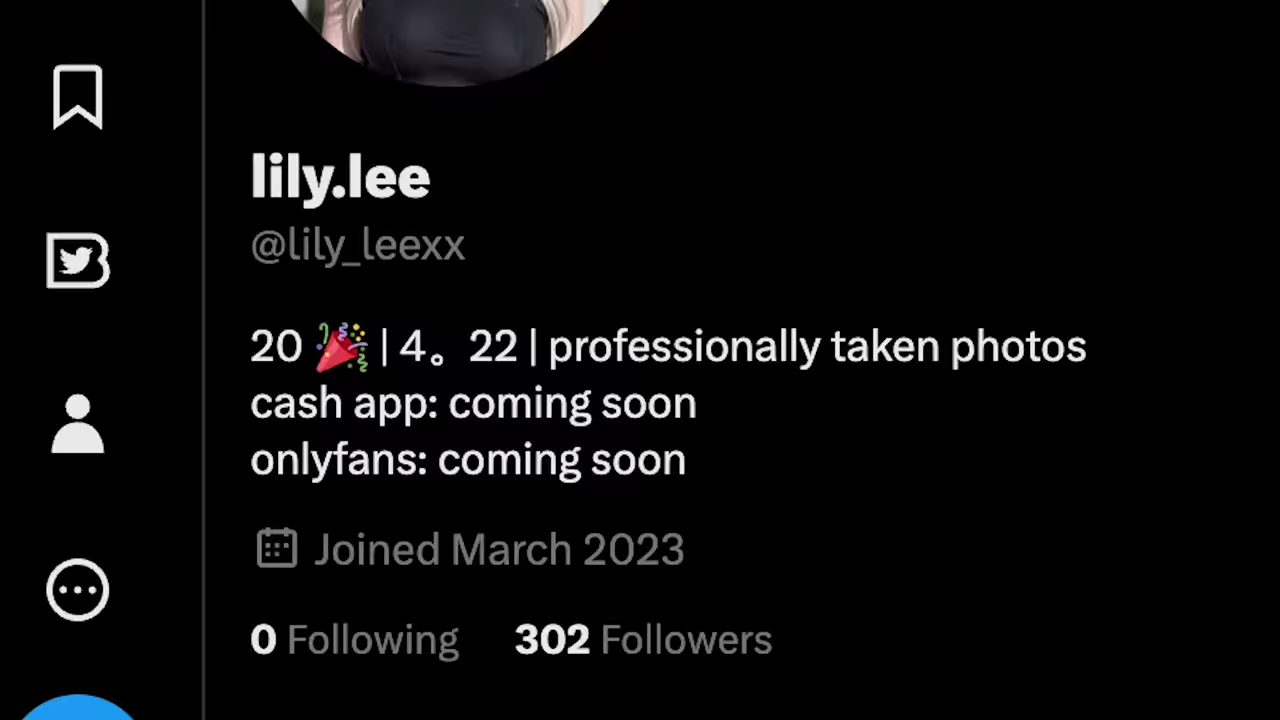 lily.lee
@lily_leexx
20 🎉 | 4。22 | professionally taken photos
cash app: coming soon
onlyfans: coming soon
Joined March 2023
0 Following 302 Followers